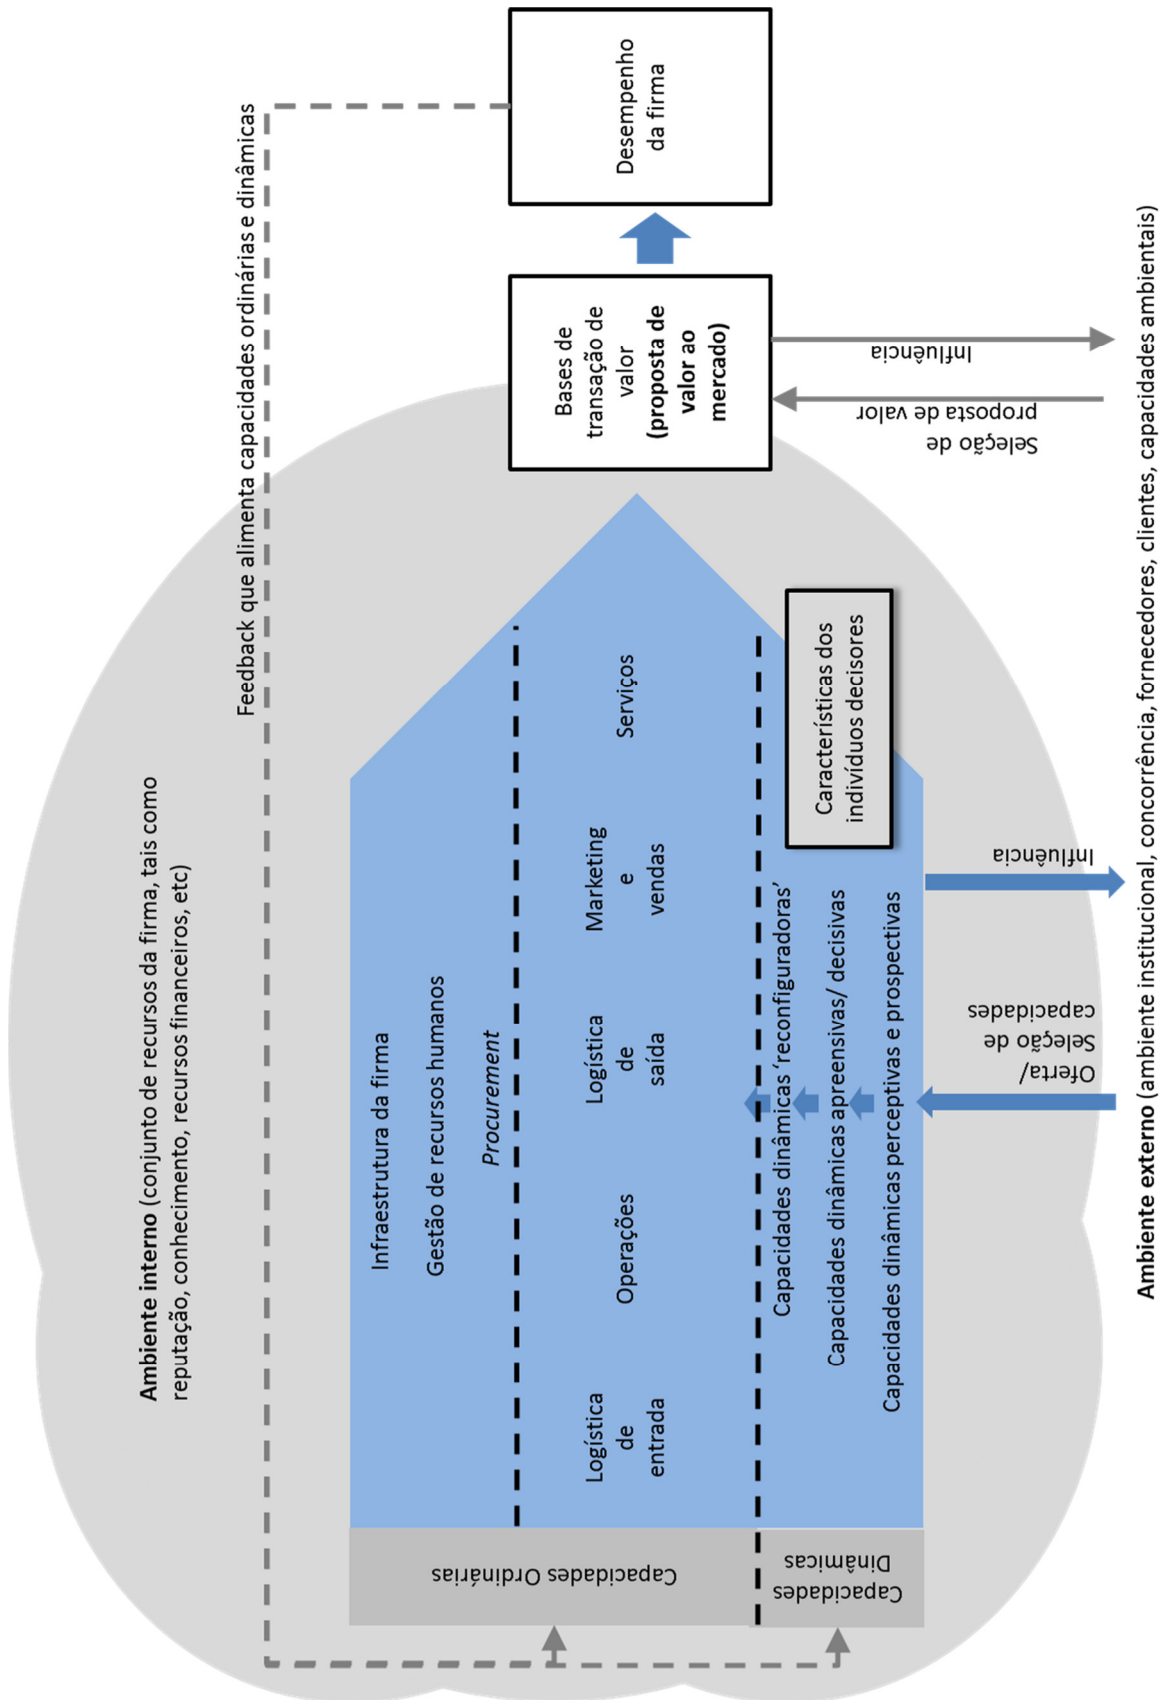 Feedback que alimenta capacidades ordinárias e dinâmicas
Ambiente interno (conjunto de recursos da firma, tais como
reputação, conhecimento, recursos financeiros, etc)
Capacidades Ordinárias
Capacidades
Dinâmicas
Infraestrutura da firma
Gestão de recursos humanos
Procurement
Logística
de
entrada
Operações
Logística
de
saída
Marketing
e
vendas
Serviços
Capacidades dinâmicas ‘reconfiguradoras’
Capacidades dinâmicas apreensivas/ decisivas
Capacidades dinâmicas perceptivas e prospectivas
Características dos
indivíduos decisores
Bases de
transação de
valor
(proposta de
valor ao
mercado)
Desempenho
da firma
Oferta/
Seleção de
capacidades
Influência
Seleção de
proposta de valor
Influência
Ambiente externo (ambiente institucional, concorrência, fornecedores, clientes, capacidades ambientais)